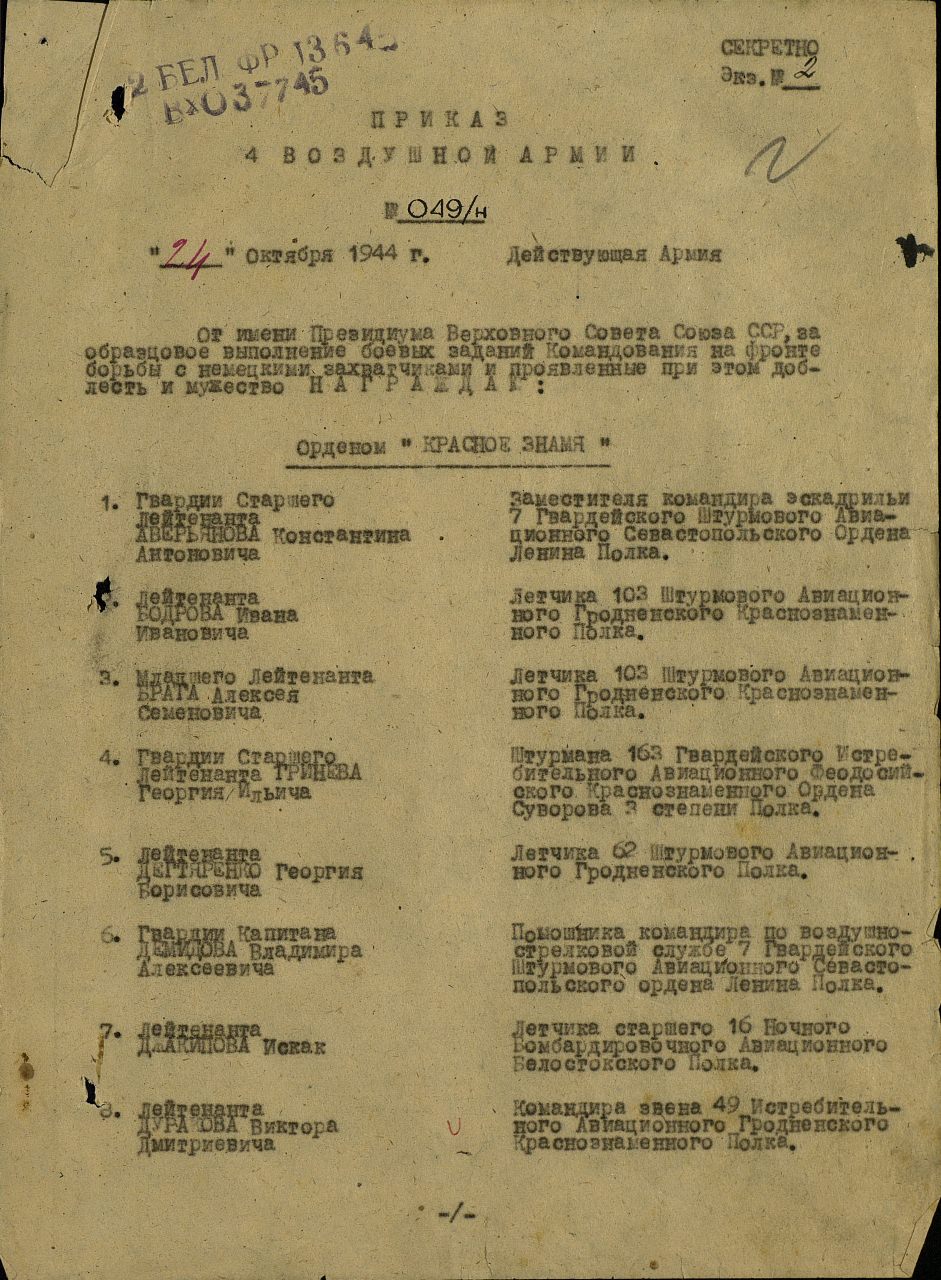 2 БЕЛ ФР 13 6 45
Вх 037745
СЕКРЕТНО
Экз.№ 2
ПРИКАЗ
4 ВОЗДУШНОЙ АРМИИ.
№ 049/н
"24" Октября 1944 г. Действующая Армия
От имени Президиума Верховного Совета Союза ССР,за
образцовое выполнение боевых заданий Командования на фронте
борьбы с немецкими захватчиками и проявленные при этом доб-
лесть и мужество НАГРАЖДАЮ:
Орденом " КРАСНОЕ ЗНАМЯ "
1. Гвардии Старшего
Лейтенанта
АВЕРЬЯНОВА Константина
Антоновича
Заместителя командира эскадрильи
7 Гвардейского Штурмового Авиа-
ционного Севастопольского Ордена
Ленина Полка.
Лейтенанта
БОДРОВА Ивана
Ивановича
Летчика 103 Штурмового Авиацион-
ного Гродненского Краснознамен-
ного Полка.
3. Младшего Лейтенанта
БРАГА Алексея
Семеновича
Летчика 103 Штурмового Авиацион-
ного Гродненского Краснознамен-
ного Полка.
4. Гвардии Старшего
Лейтенанта ГРИНЕВА
Георгия Ильича
Штурмана 163 Гвардейского Истре-
бительного Авиационного Феодосий-
ского Краснознаменного Ордена
Суворова 3 степени Полка.
5. Лейтенанта
ДЕГТЯРЕНКО Георгия
Борисовича
Летчика 62 Штурмового Авиацион-
ного Гродненского Полка.
6. Гвардии Капитана
ДЕМИДОВА Владимира
Алексеевича
Помошника командира по воздушно-
стрелковой службе 7 Гвардейского
Штурмового Авиационного Севасто-
польского ордена Ленина Полка.
7. Лейтенанта
ДЖАКИПОВА Искак
Летчика старшего 16 Ночного
Бомбардировочного Авиационного
Белостокского Полка.
8. Лейтенанта
Виктора
Дмитриевича
Командира звена 49 Истребитель-
ного Авиационного Гродненского
Краснознаменного Полка.
-/-